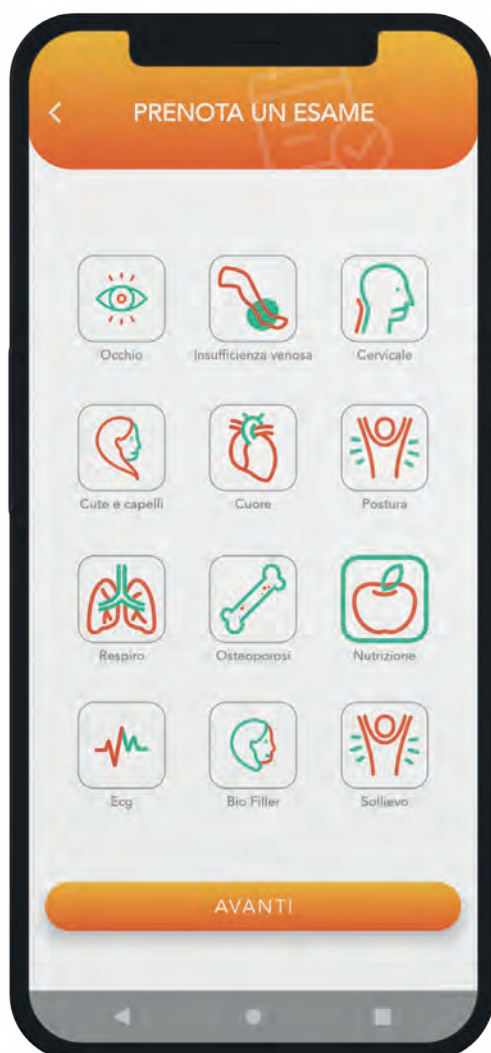 PRENOTA UN ESAME
Occhio
Insufficienza venosa
Cervicale
Cute e capelli
Cuore
Postura
Respiro
Osteoporosi
Nutrizione
Ecg
Bio Filler
Sollievo
AVANTI